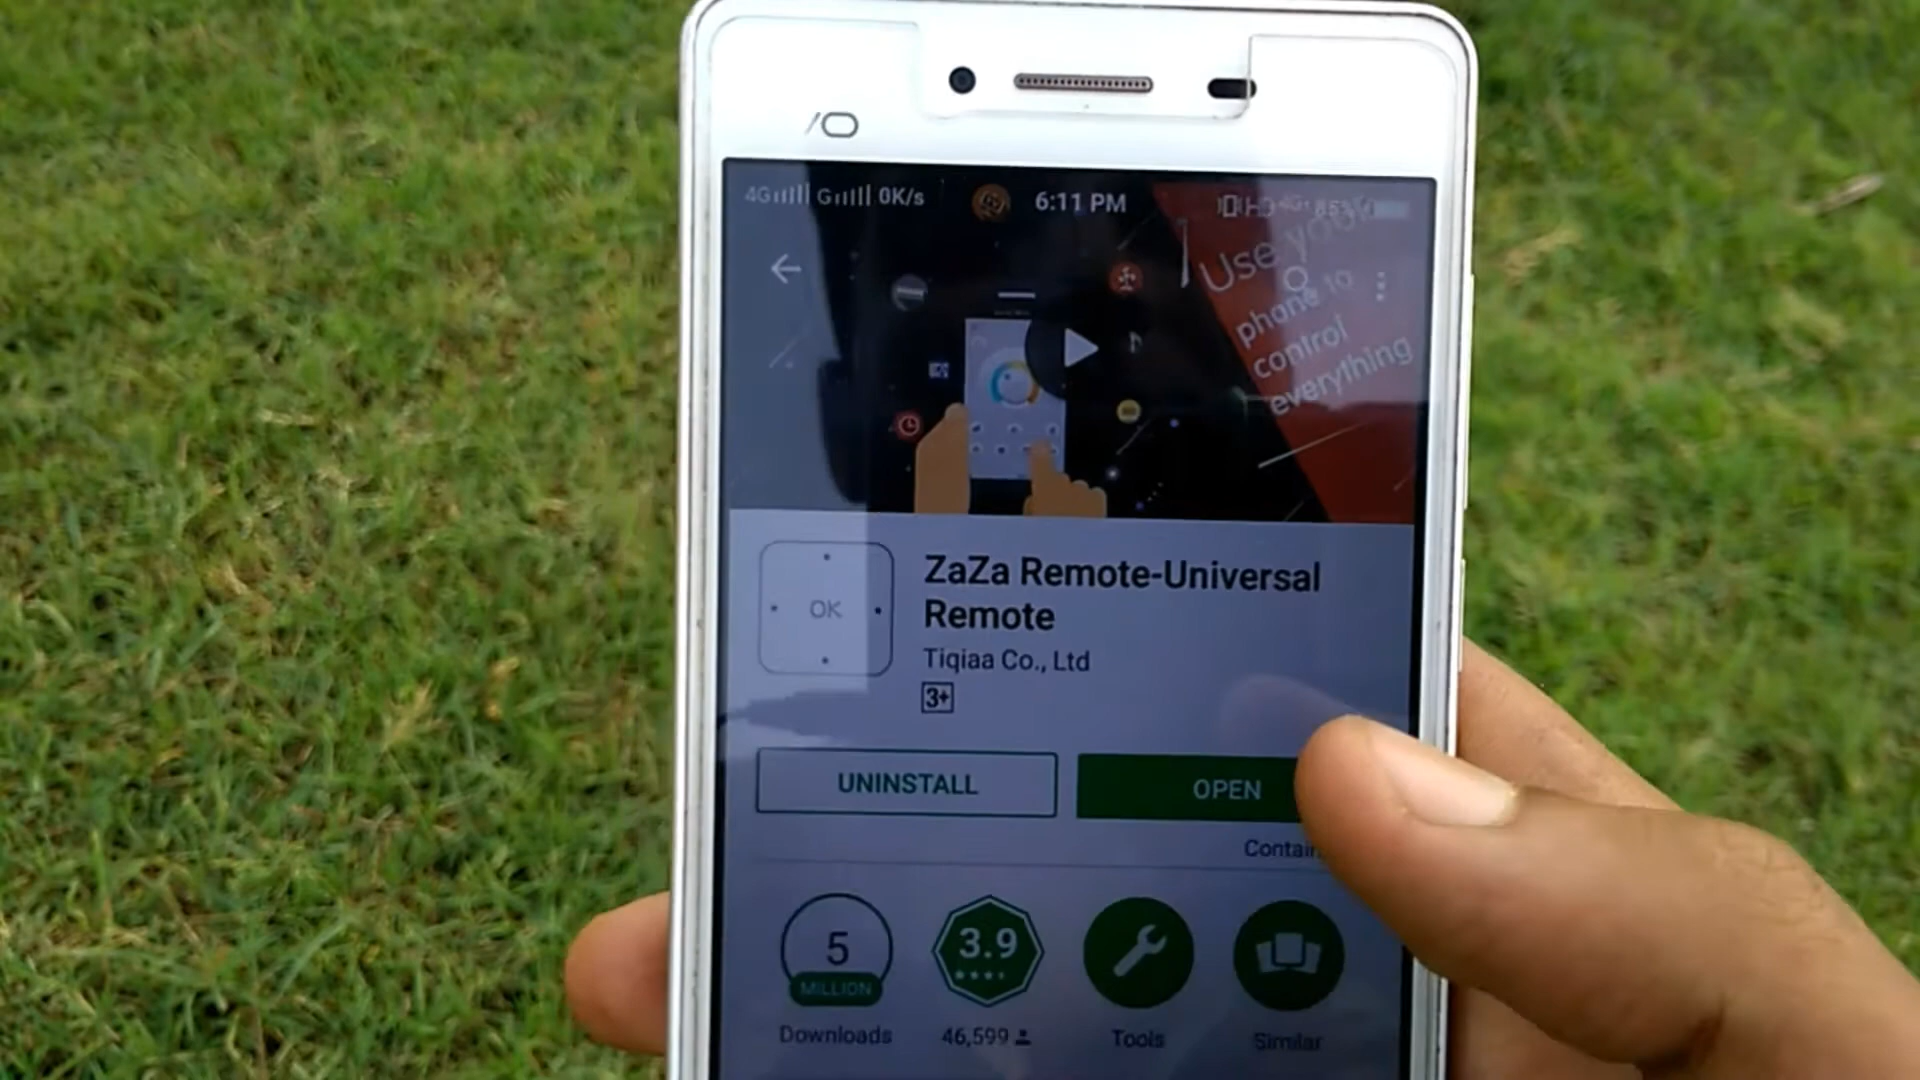 4G G 0K/s 6:11 PM
Use your
phone to
control
everything
OK
ZaZa Remote-Universal
Remote
Tiqiaa Co., Ltd
3+
UNINSTALL OPEN
5 3.9
MILLION
Downloads 46,599 Tools Similar